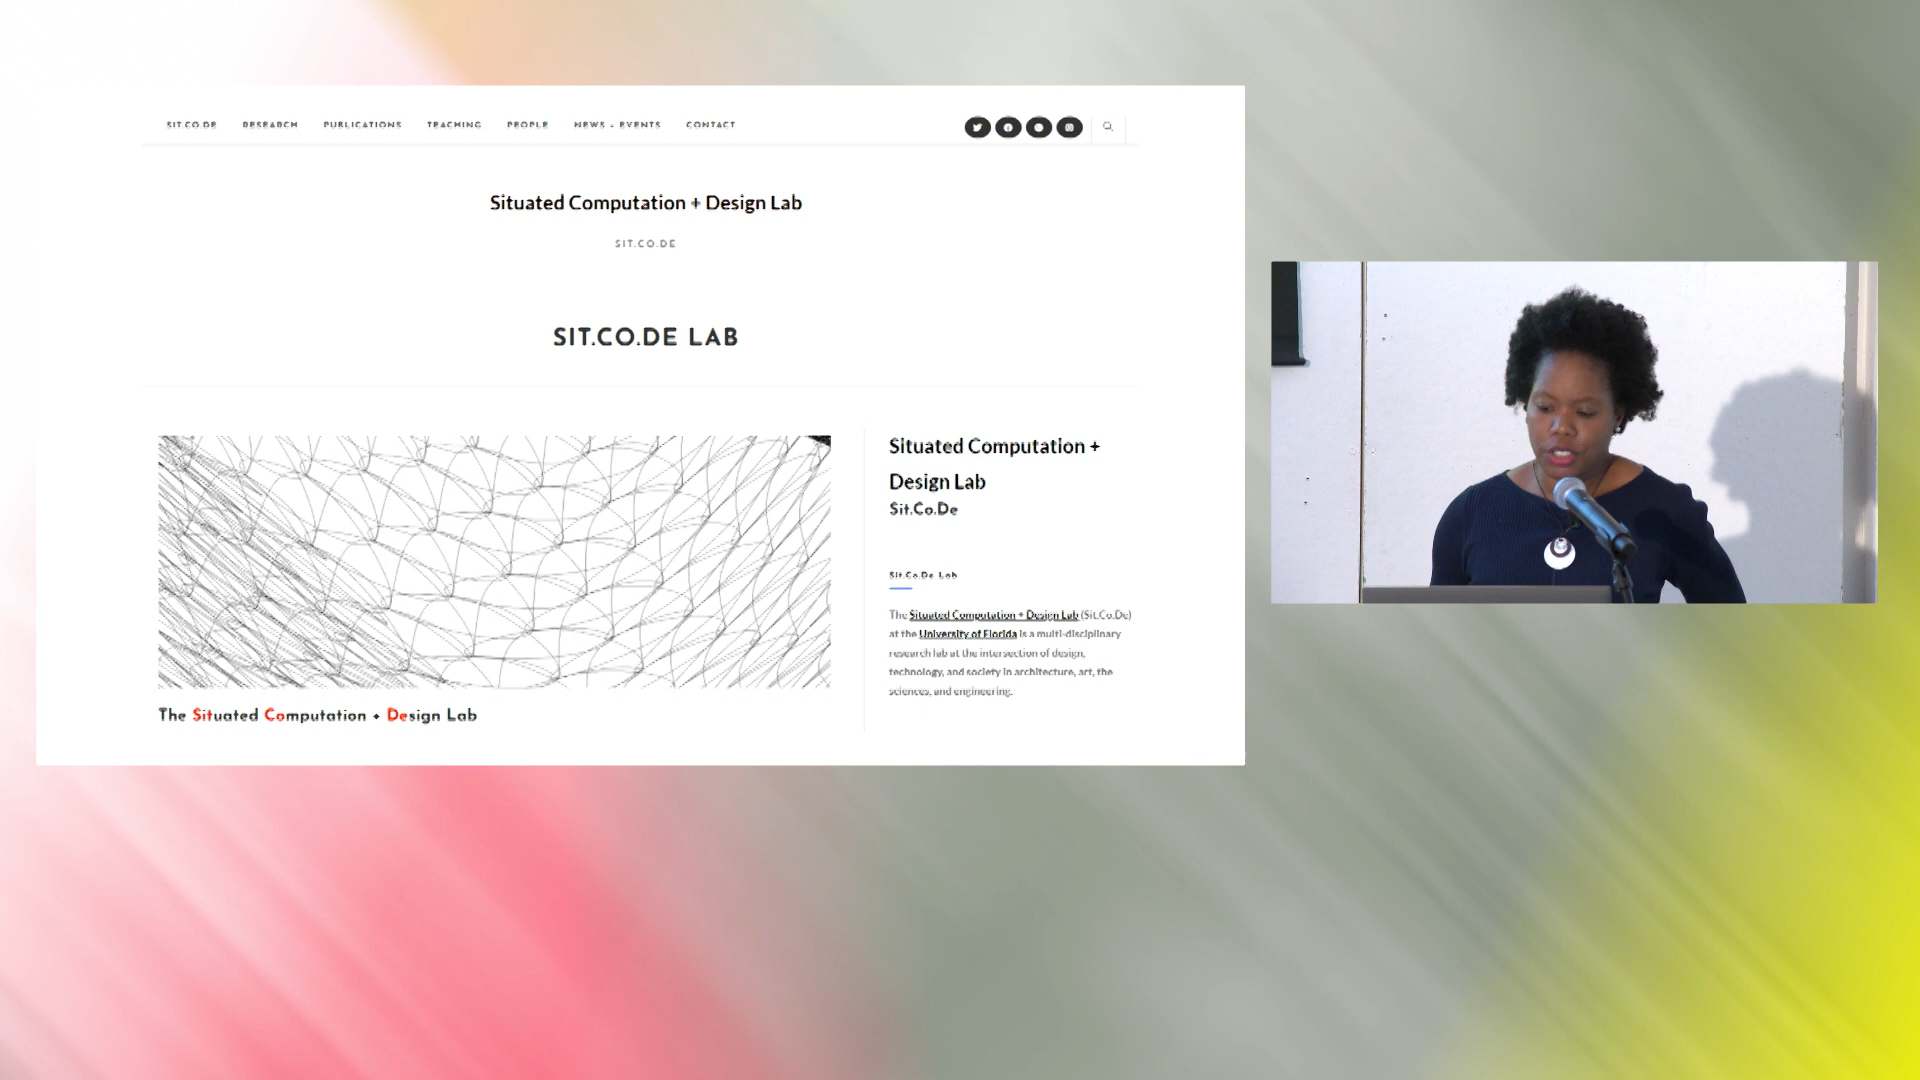 SIT.CO.DE RESEARCH PUBLICATIONS TEACHING PEOPLE NEWS + EVENTS CONTACT
Situated Computation + Design Lab
SIT.CO.DE
SIT.CO.DE LAB
The Situated Computation + Design Lab
Situated Computation +
Design Lab
Sit.Co.De
Sit.Co.De Lab
The Situated Computation + Design Lab (Sit.Co.De)
at the University of Florida is a multi-disciplinary
research lab at the intersection of design,
technology, and society in architecture, art, the
sciences, and engineering.